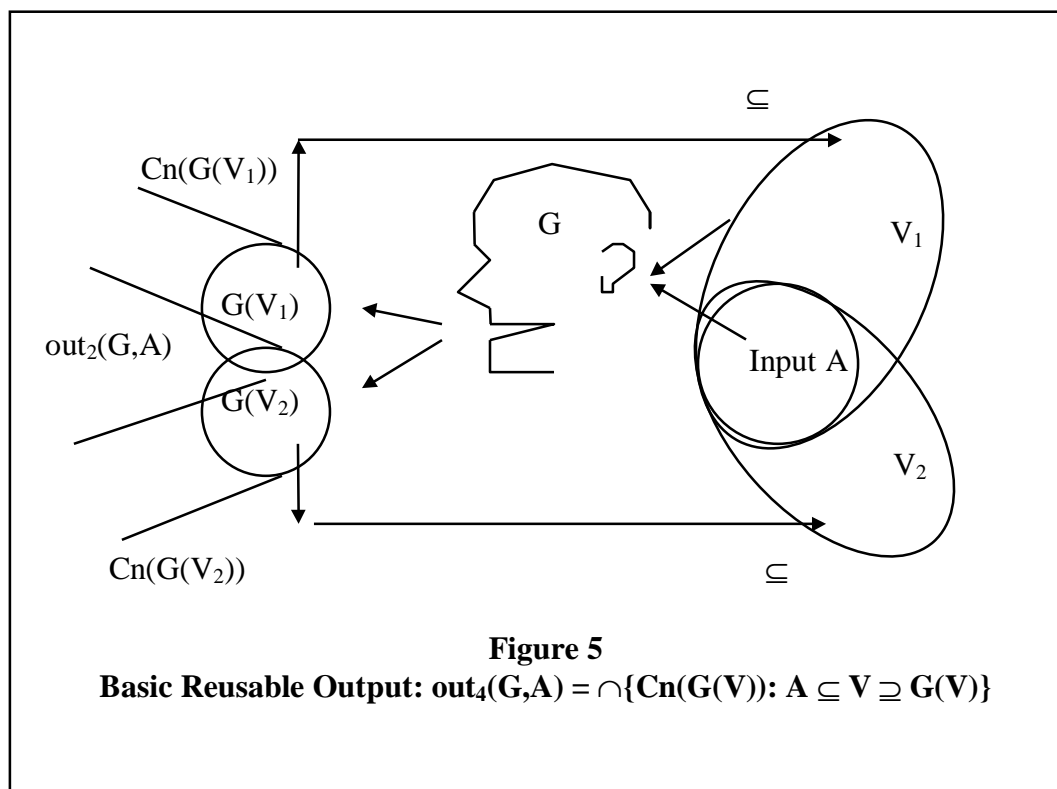 ⊆
Cn(G(V₁))
G
V₁
G(V₁)
out₂(G,A)
Input A
G(V₂)
V₂
Cn(G(V₂))
⊆
Figure 5
Basic Reusable Output: out₄(G,A) = ∩{Cn(G(V)): A ⊆ V ⊇ G(V)}